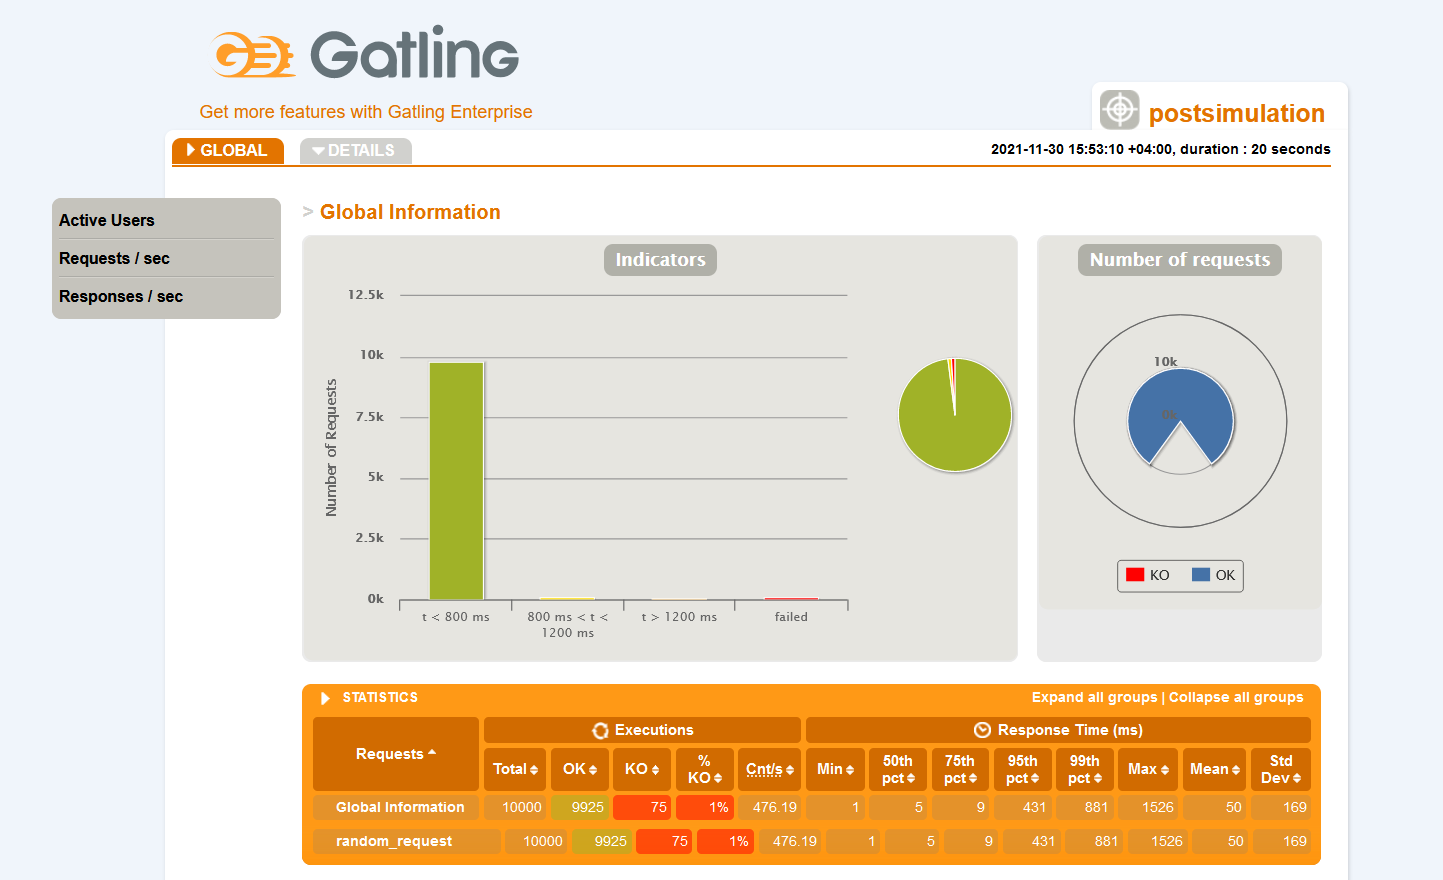 Gatling
Get more features with Gatling Enterprise
postsimulation
GLOBAL
DETAILS
2021-11-30 15:53:10 +04:00, duration : 20 seconds
Active Users
Requests / sec
Responses / sec
> Global Information
Indicators
Number of Requests
12.5k
10k
7.5k
5k
2.5k
0k
t < 800 ms
800 ms < t <
1200 ms
t > 1200 ms
failed
Number of requests
10k
0k
KO
OK
STATISTICS
Expand all groups | Collapse all groups
Requests
Executions
Response Time (ms)
Total OK KO % KO Cnt/s Min 50th pct 75th pct 95th pct 99th pct Max Mean Std Dev
Global Information 10000 9925 75 1% 476.19 1 5 9 431 881 1526 50 169
random_request 10000 9925 75 1% 476.19 1 5 9 431 881 1526 50 169